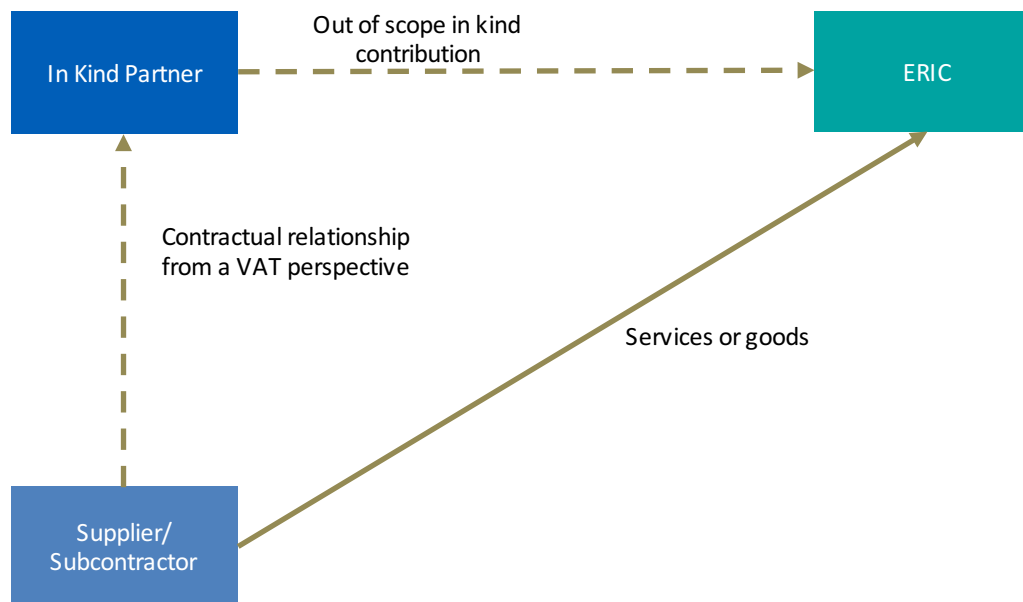 Out of scope in kind
contribution
In Kind Partner
ERIC
Contractual relationship
from a VAT perspective
Services or goods
Supplier/
Subcontractor